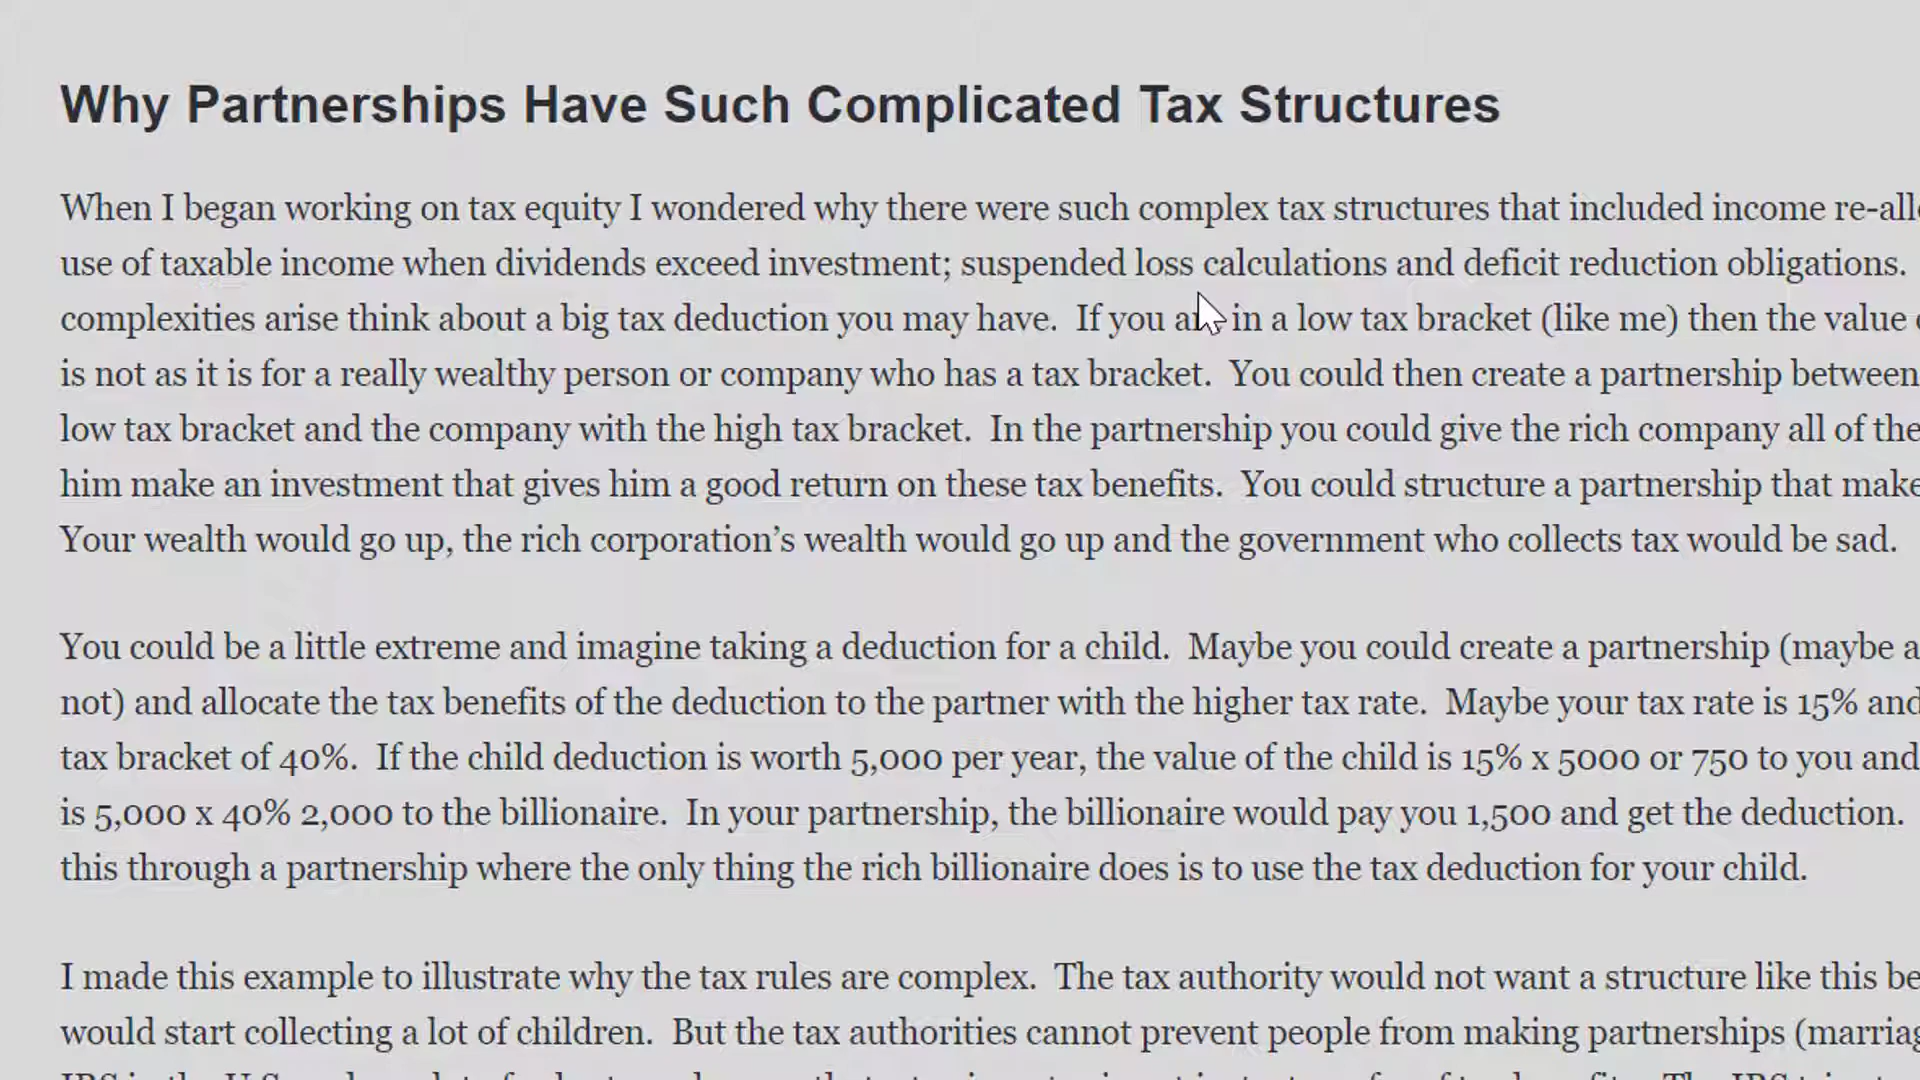 Why Partnerships Have Such Complicated Tax Structures
When I began working on tax equity I wondered why there were such complex tax structures that included income
use of taxable income when dividends exceed investment; suspended loss calculations and deficit reduction obligations.
complexities arise think about a big tax deduction you may have. If you in a low tax bracket (like me) then the value
is not as it is for a really wealthy person or company who has a tax bracket. You could then create a partnership between
low tax bracket and the company with the high tax bracket. In the partnership you could give the rich company all of the
him make an investment that gives him a good return on these tax benefits. You could structure a partnership that
Your wealth would go up, the rich corporation’s wealth would go up and the government who collects tax would be sad.
You could be a little extreme and imagine taking a deduction for a child. Maybe you could create a partnership (maybe a
not) and allocate the tax benefits of the deduction to the partner with the higher tax rate. Maybe your tax rate is 15% and
tax bracket of 40%. If the child deduction is worth 5,000 per year, the value of the child is 15% x 5000 or 750 to you and
is 5,000 x 40% 2,000 to the billionaire. In your partnership, the billionaire would pay you 1,500 and get the deduction.
this through a partnership where the only thing the rich billionaire does is to use the tax deduction for your child.
I made this example to illustrate why the tax rules are complex. The tax authority would not want a structure like this
would start collecting a lot of children. But the tax authorities cannot prevent people from making partnerships